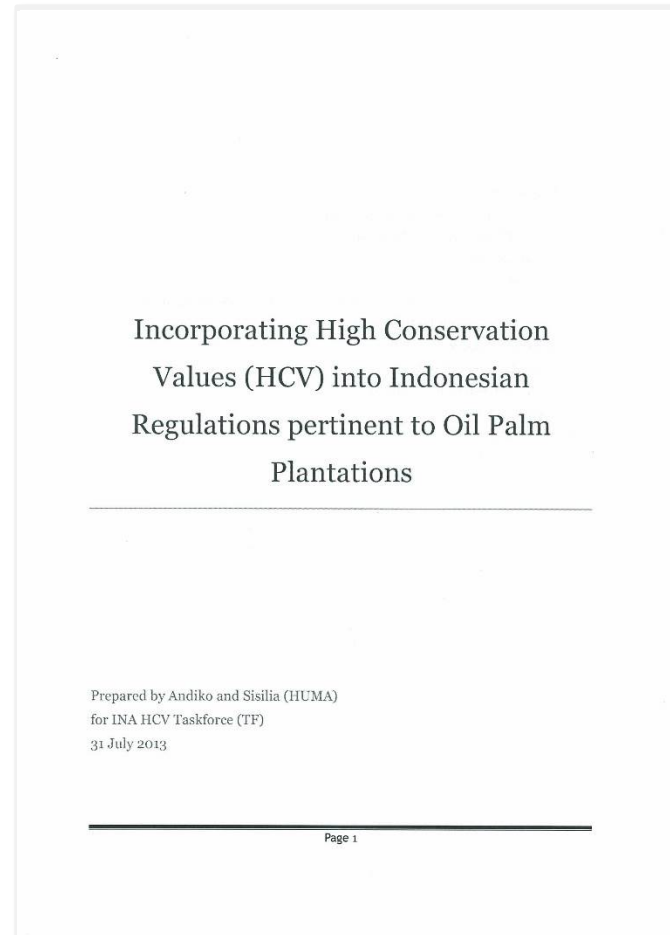 Incorporating High Conservation
Values (HCV) into Indonesian
Regulations pertinent to Oil Palm
Plantations
Prepared by Andiko and Sisilia (HUMA)
for INA HCV Taskforce (TF)
31 July 2013
Page 1